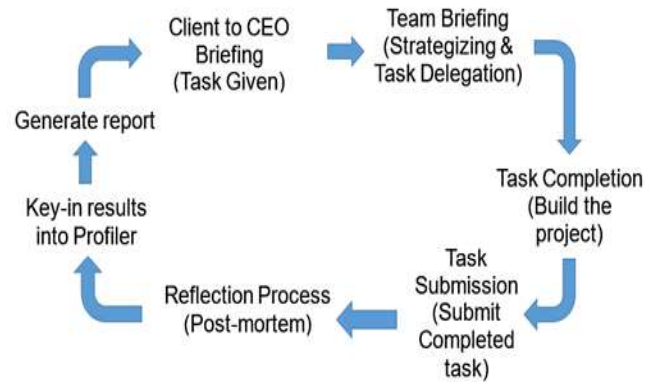 Client to CEO
Briefing
(Task Given)
Team Briefing
(Strategizing &
Task Delegation)
Task Completion
(Build the
project)
Task
Submission
(Submit
Completed
task)
Reflection Process
(Post-mortem)
Key-in results
into Profiler
Generate report